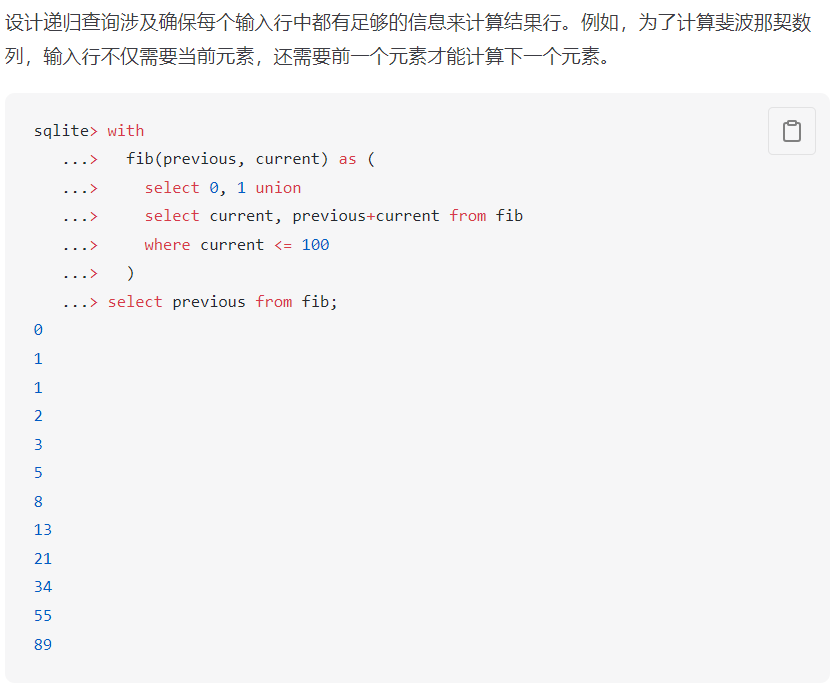 设计递归查询涉及确保每个输入行中都有足够的信息来计算结果行。例如，为了计算斐波那契数
列，输入行不仅需要当前元素，还需要前一个元素才能计算下一个元素。
sqlite> with
   ...>   fib(previous, current) as (
   ...>     select 0, 1 union
   ...>     select current, previous+current from fib
   ...>     where current <= 100
   ...>   )
   ...> select previous from fib;
0
1
1
2
3
5
8
13
21
34
55
89